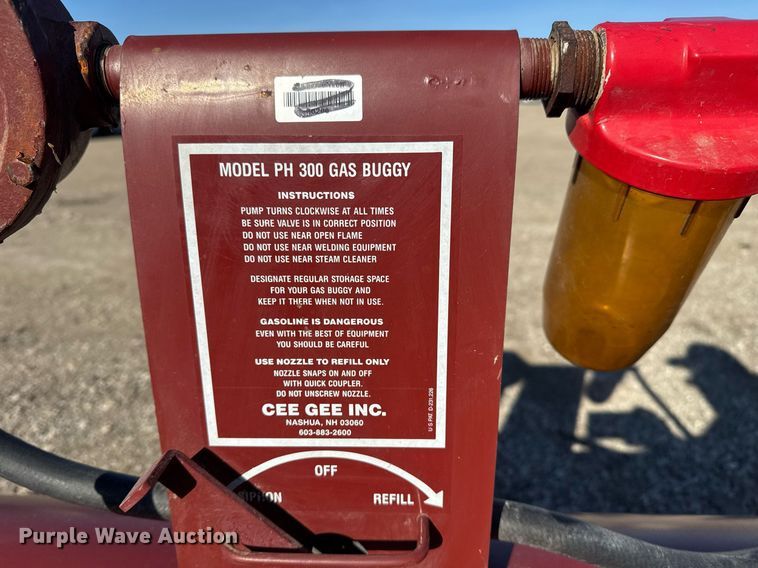 MODEL PH 300 GAS BUGGY
INSTRUCTIONS
PUMP TURNS CLOCKWISE AT ALL TIMES
BE SURE VALVE IS IN CORRECT POSITION
DO NOT USE NEAR OPEN FLAME
DO NOT USE NEAR WELDING EQUIPMENT
DO NOT USE NEAR STEAM CLEANER
DESIGNATE REGULAR STORAGE SPACE
FOR YOUR GAS BUGGY AND
KEEP IT THERE WHEN NOT IN USE.
GASOLINE IS DANGEROUS
EVEN WITH THE BEST OF EQUIPMENT
YOU SHOULD BE CAREFUL
USE NOZZLE TO REFILL ONLY
NOZZLE SNAPS ON AND OFF
WITH QUICK COUPLER.
DO NOT UNSCREW NOZZLE.
CEE GEE INC.
NASHUA, NH 03060
603-883-2600
U S PAT D-231,226
OFF
REFILL
Purple Wave Auction